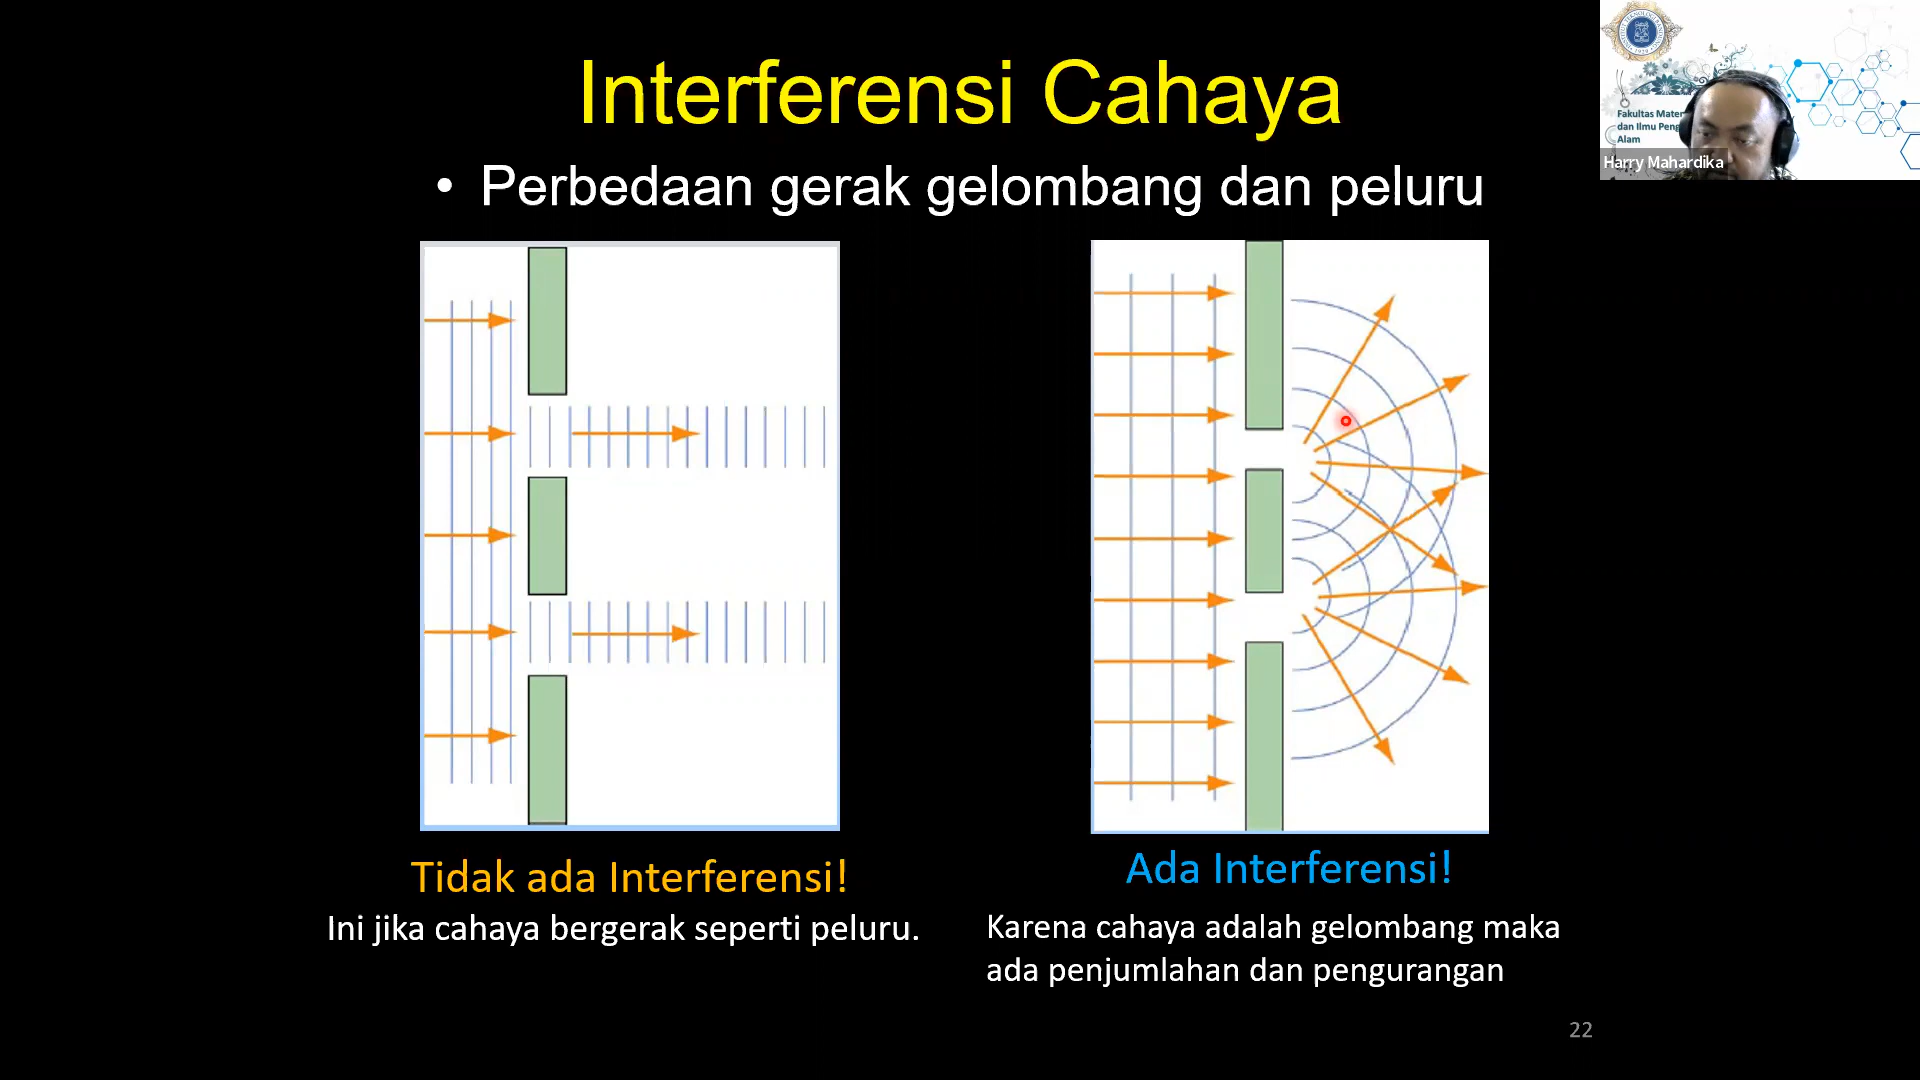 Interferensi Cahaya
• Perbedaan gerak gelombang dan peluru
Fakultas Mater
dan Ilmu Peng
Alam
Harry Mahardika
Tidak ada Interferensi!
Ini jika cahaya bergerak seperti peluru.
Ada Interferensi!
Karena cahaya adalah gelombang maka
ada penjumlahan dan pengurangan
22